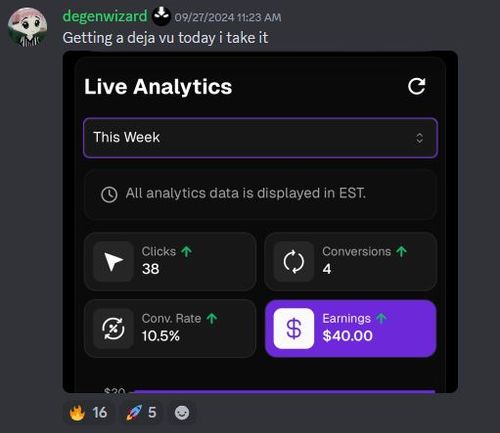 degenwizard 09/27/2024 11:23 AM
Getting a deja vu today i take it
Live Analytics
This Week
All analytics data is displayed in EST.
Clicks
38
Conversions
4
Conv. Rate
10.5%
Earnings
$40.00
$20
16 5